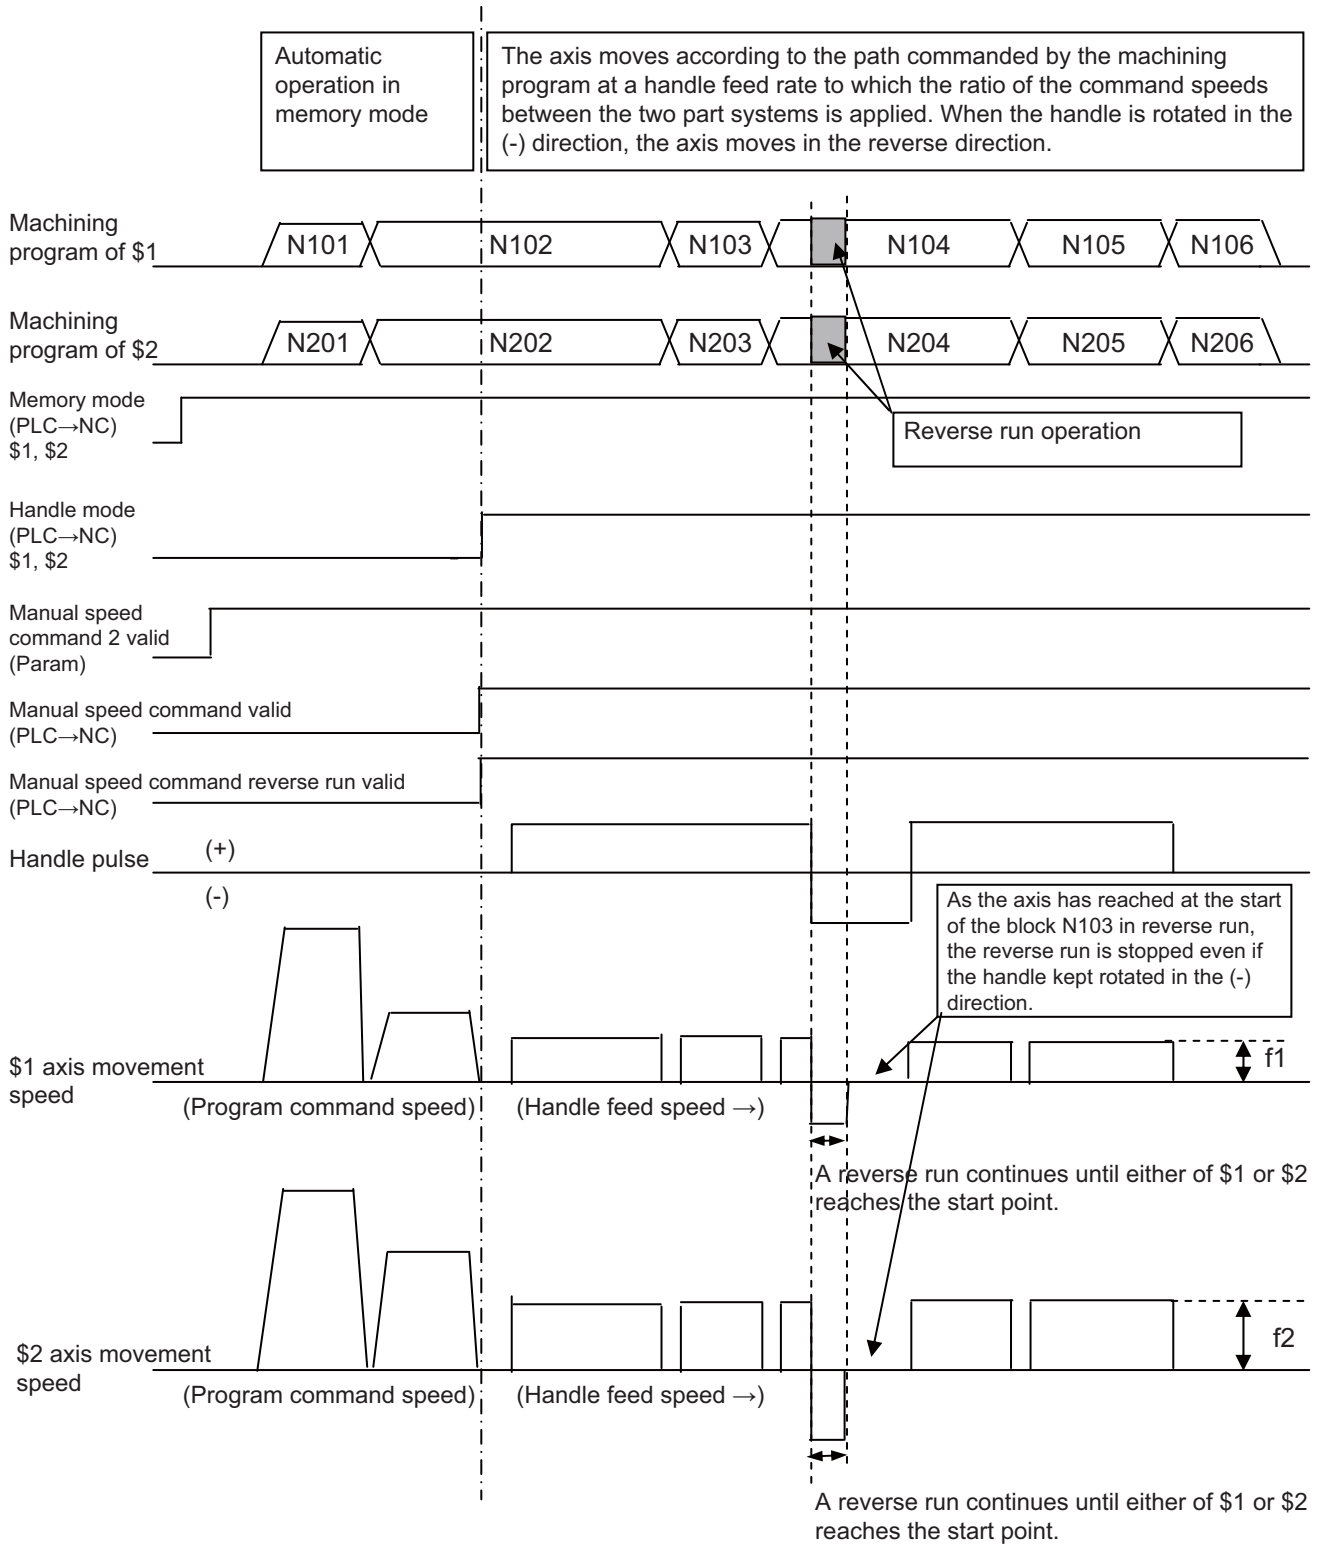 Automatic
operation in
memory mode
The axis moves according to the path commanded by the machining
program at a handle feed rate to which the ratio of the command speeds
between the two part systems is applied. When the handle is rotated in the
(-) direction, the axis moves in the reverse direction.
Machining
program of $1
N101 N102 N103 N104 N105 N106
Machining
program of $2
N201 N202 N203 N204 N205 N206
Memory mode
(PLC→NC)
$1, $2
Reverse run operation
Handle mode
(PLC→NC)
$1, $2
Manual speed
command 2 valid
(Param)
Manual speed command valid
(PLC→NC)
Manual speed command reverse run valid
(PLC→NC)
Handle pulse
(+)
(-)
As the axis has reached at the start
of the block N103 in reverse run,
the reverse run is stopped even if
the handle kept rotated in the (-)
direction.
$1 axis movement
speed
f1
(Program command speed) (Handle feed speed →)
A reverse run continues until either of $1 or $2
reaches the start point.
$2 axis movement
speed
f2
(Program command speed) (Handle feed speed →)
A reverse run continues until either of $1 or $2
reaches the start point.